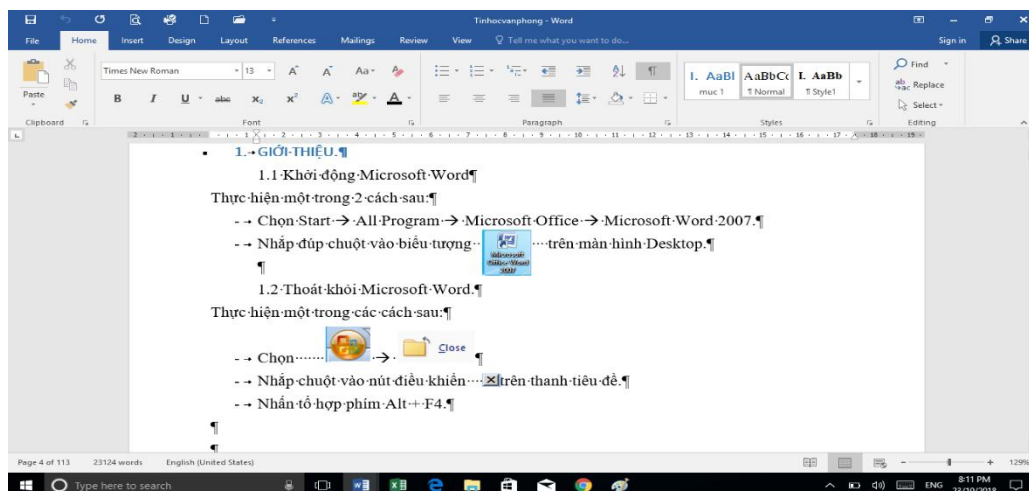 Tinhocvanphong - Word
File Home Insert Design Layout References Mailings Review View Tell me what you want to do... Sign in Share
Paste
Times New Roman 13
Clipboard Font Paragraph Styles Editing
I. AaBl AaBbCc I. AaBb
muc 1 ¶ Normal ¶ Style1
Find
Replace
Select
1.→GIỚI·THIỆU.¶
1.1·Khởi·động·Microsoft·Word¶
Thực·hiện·một·trong·2·cách·sau:¶
-→Chọn·Start·→·All·Program·→·Microsoft·Office·→·Microsoft·Word·2007.¶
-→Nhắp·đúp·chuột·vào·biểu·tượng·· Microsoft Office Word 2007 ····trên·màn·hình·Desktop.¶
¶
1.2·Thoát·khỏi·Microsoft·Word.¶
Thực·hiện·một·trong·các·cách·sau:¶
-→Chọn······· ·→· Close ¶
-→Nhắp·chuột·vào·nút·điều·khiển···· trên·thanh·tiêu·đề.¶
-→Nhấn·tổ·hợp·phím·Alt·+·F4.¶
¶
¶
Page 4 of 113 23124 words English (United States) 129%
Type here to search ENG 8:11 PM
23/10/2018